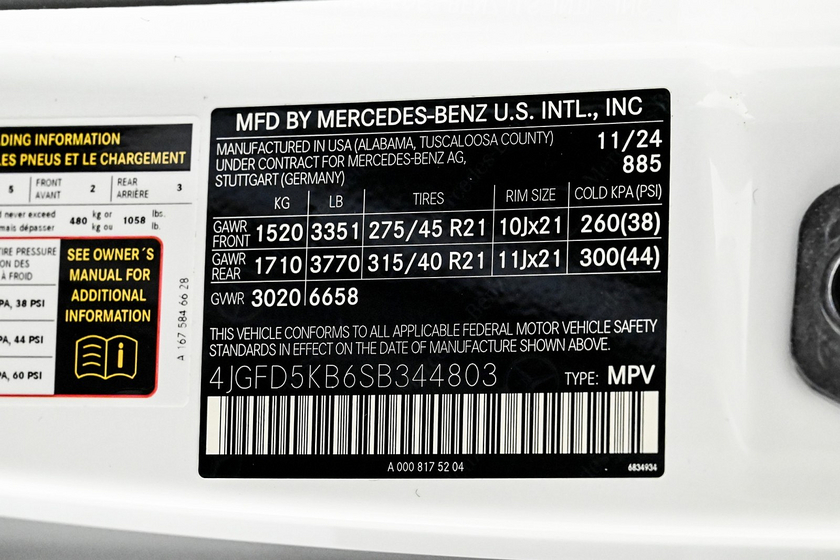 DING INFORMATION
LES PNEUS ET LE CHARGEMENT
5 FRONT AVANT 2 REAR ARRIÈRE 3
d never exceed 480 kg or 1058 lbs.
mais dépasser kg ou lb.
TIRE PRESSURE
ON DES
À FROID
PA, 38 PSI
PA, 44 PSI
PA, 60 PSI
SEE OWNER´S
MANUAL FOR
ADDITIONAL
INFORMATION
A 167 584 66 28
MFD BY MERCEDES-BENZ U.S. INTL., INC
MANUFACTURED IN USA (ALABAMA, TUSCALOOSA COUNTY) 11/24
UNDER CONTRACT FOR MERCEDES-BENZ AG, 885
STUTTGART (GERMANY)
KG LB TIRES RIM SIZE COLD KPA (PSI)
GAWR FRONT 1520 3351 275/45 R21 10Jx21 260(38)
GAWR REAR 1710 3770 315/40 R21 11Jx21 300(44)
GVWR 3020 6658
THIS VEHICLE CONFORMS TO ALL APPLICABLE FEDERAL MOTOR VEHICLE SAFETY
STANDARDS IN EFFECT ON THE DATE OF MANUFACTURE SHOWN ABOVE.
4JGFD5KB6SB344803 TYPE: MPV
A 000 817 52 04 6834934